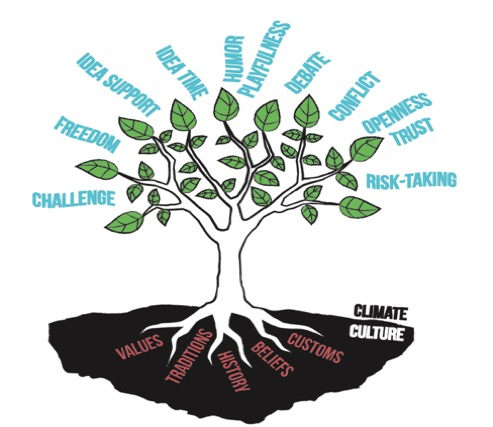 CHALLENGE
FREEDOM
IDEA SUPPORT
IDEA TIME
HUMOR
PLAYFULNESS
DEBATE
CONFLICT
OPENNESS
TRUST
RISK-TAKING
CLIMATE
CULTURE
VALUES
TRADITIONS
HISTORY
BELIEFS
CUSTOMS